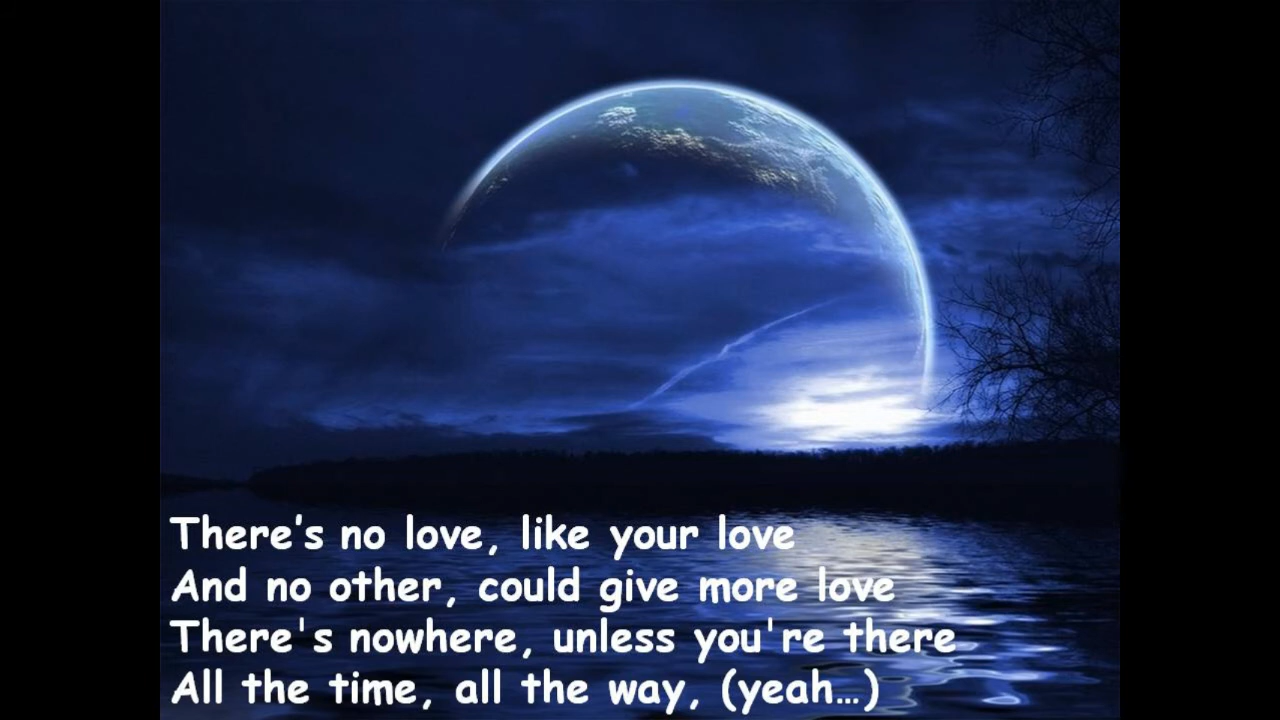 There’s no love, like your love
And no other, could give more love
There's nowhere, unless you're there
All the time, all the way, (yeah…)